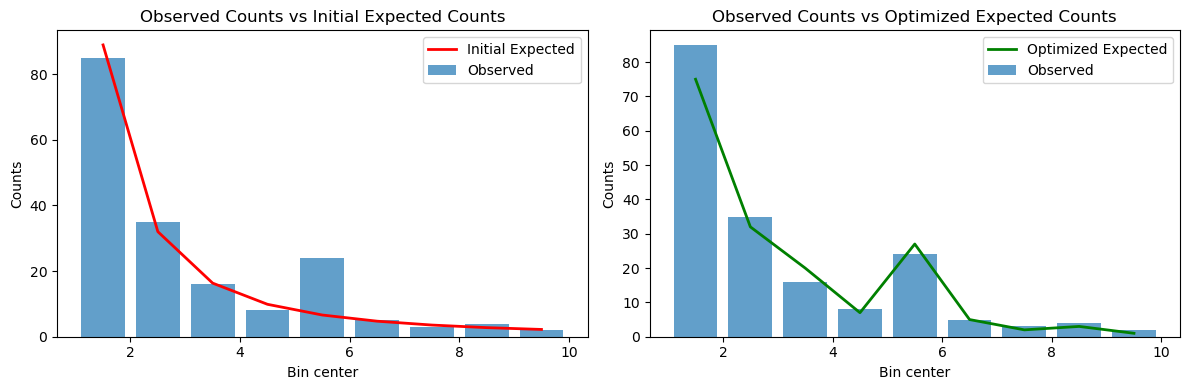 Observed Counts vs Initial Expected Counts
Initial Expected
Observed
80
60
40
20
0
Counts
2
4
6
8
10
Bin center
Observed Counts vs Optimized Expected Counts
Optimized Expected
Observed
80
70
60
50
40
30
20
10
0
Counts
2
4
6
8
10
Bin center